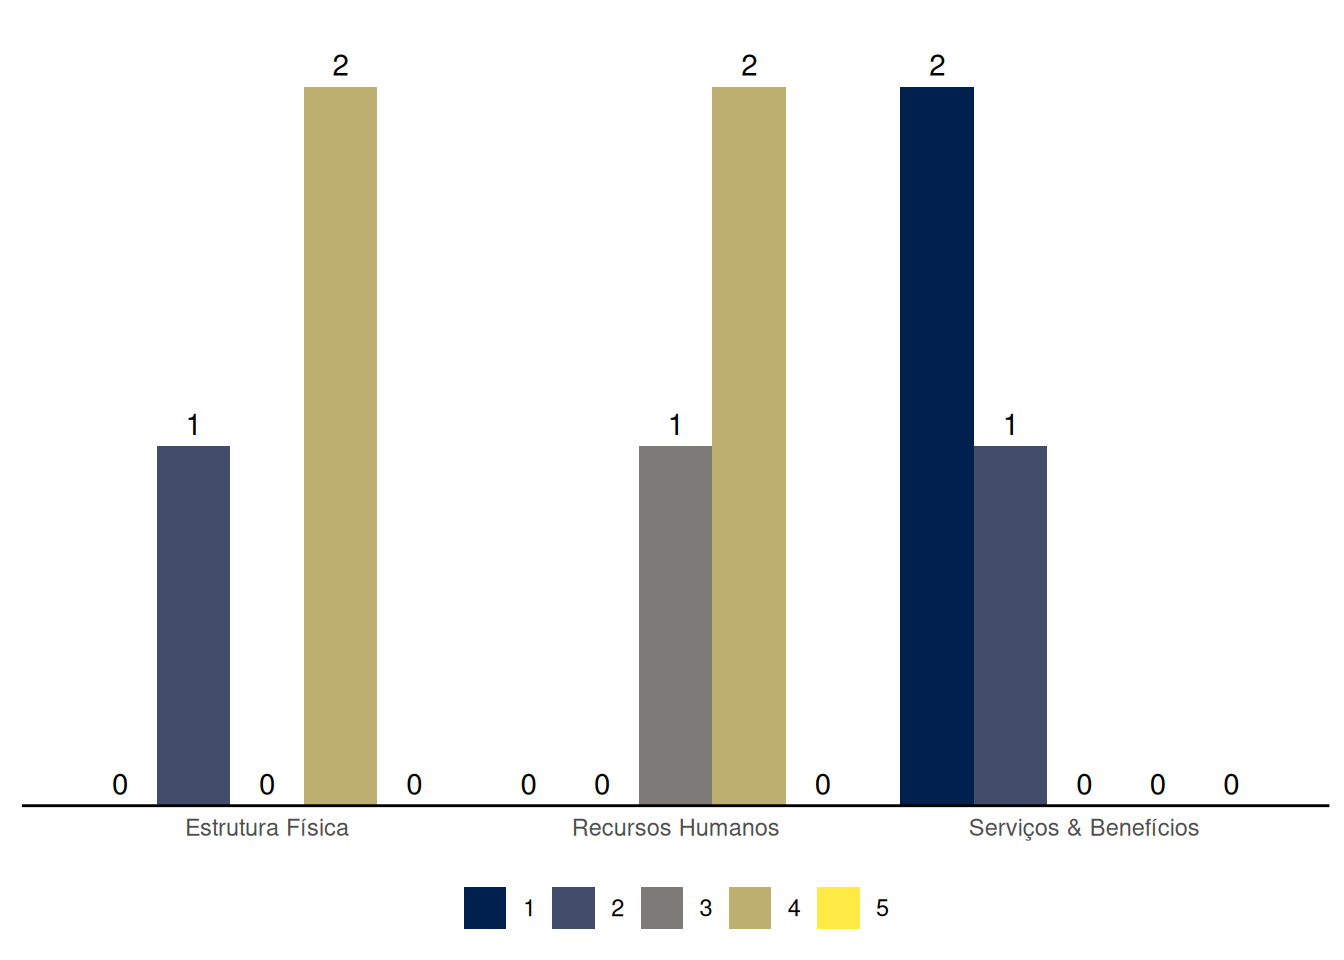 2 2 2
1 1 1
0 0 0 0 0 0 0 0 0
Estrutura Física Recursos Humanos Serviços & Benefícios
1 2 3 4 5